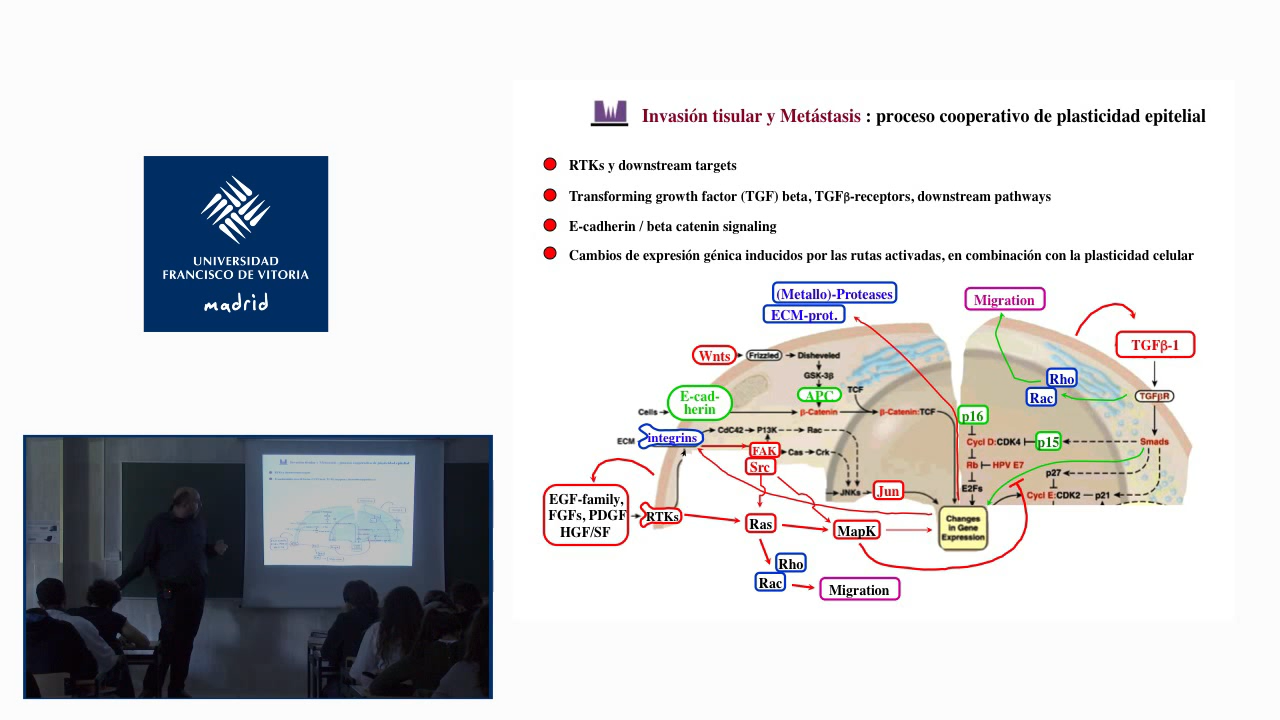 UNIVERSIDAD
FRANCISCO DE VITORIA
madrid
Invasión tisular y Metástasis : proceso cooperativo de plasticidad epitelial
RTKs y downstream targets
Transforming growth factor (TGF) beta, TGFβ-receptors, downstream pathways
E-cadherin / beta catenin signaling
Cambios de expresión génica inducidos por las rutas activadas, en combinación con la plasticidad celular
(Metallo)-Proteases
ECM-prot.
Migration
TGFβ-1
Wnts
Frizzled
Disheveled
GSK-3β
APC
TCF
Rho
Rac
TGFβR
E-cad-
herin
Cells
β-Catenin
β-Catenin:TCF
p16
ECM
integrins
CdC42
P13K
Rac
Cycl D:CDK4
p15
Smads
FAK
Cas
Crk
Src
Rb
HPV E7
p27
JNKs
Jun
E2Fs
Cycl E:CDK2
p21
EGF-family,
FGFs, PDGF
HGF/SF
RTKs
Ras
MapK
Changes
in Gene
Expression
Rho
Rac
Migration